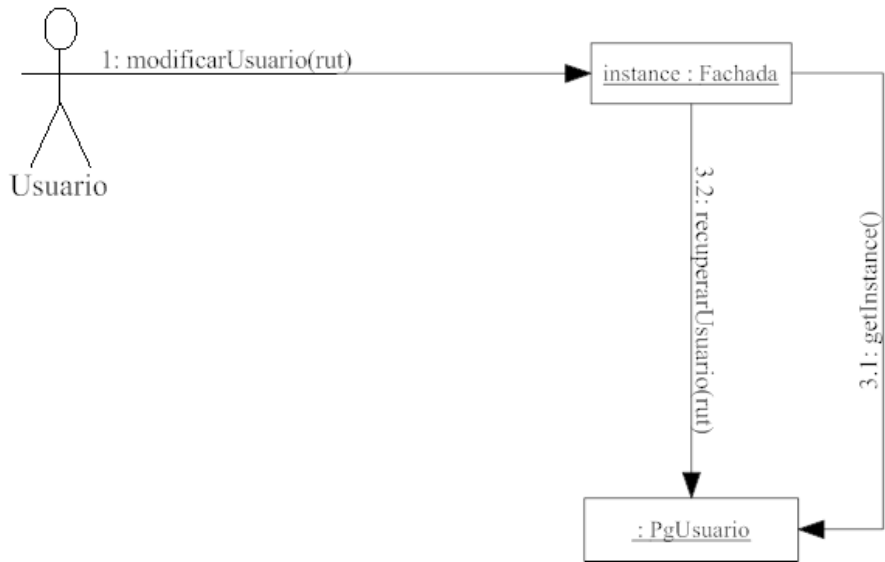 1: modificarUsuario(rut)
instance : Fachada
Usuario
3.2: recuperarUsuario(rut)
3.1: getInstance()
: PgUsuario